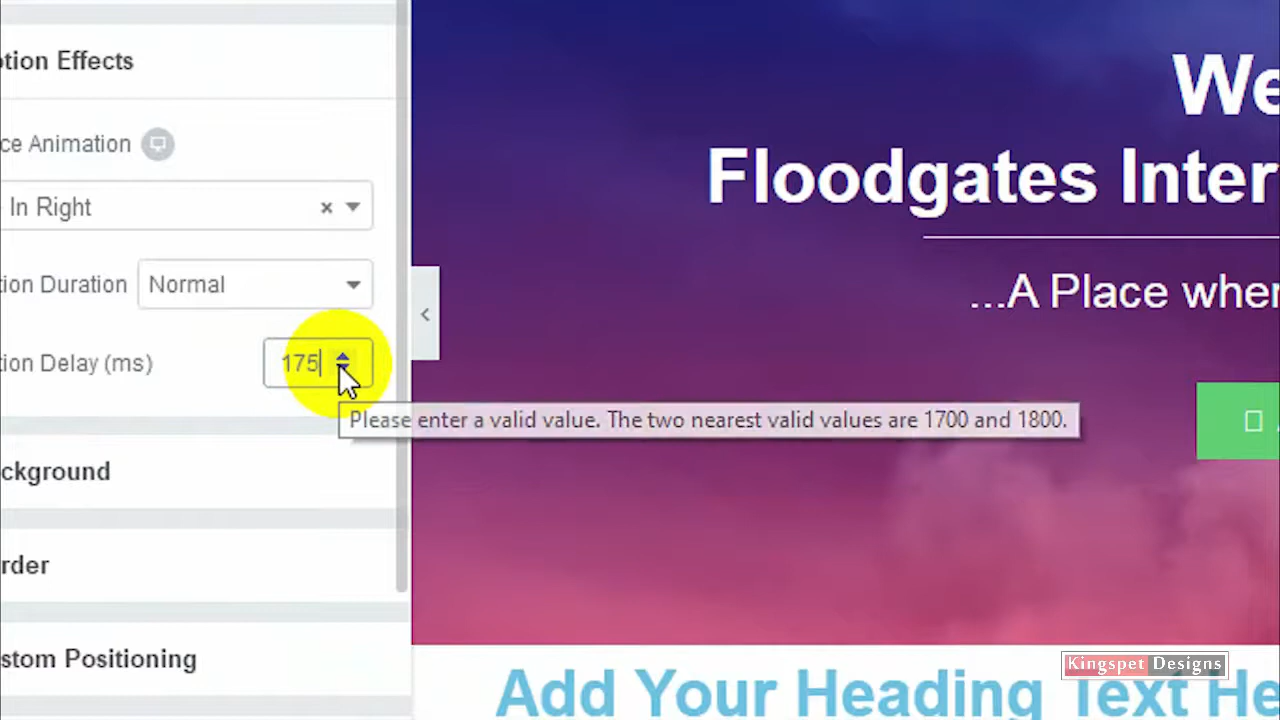 otion Effects
ce Animation
In Right
tion Duration Normal
tion Delay (ms) 175
Please enter a valid value. The two nearest valid values are 1700 and 1800.
ckground
rder
stom Positioning
We
Floodgates Inter
...A Place wher
Add Your Heading Text He
Kingspet Designs